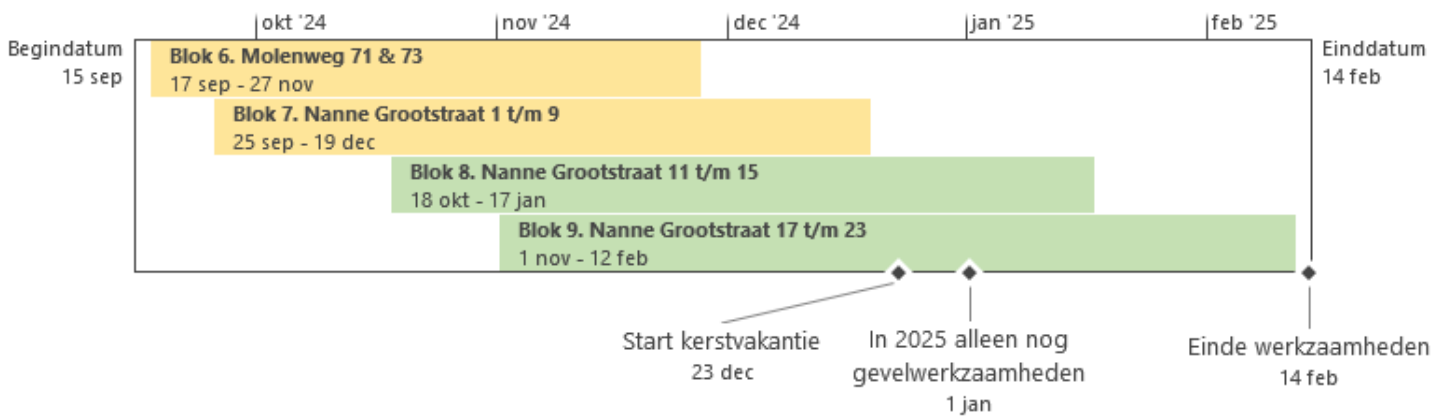 okt '24
nov '24
dec '24
jan '25
feb '25
Begindatum
15 sep
Einddatum
14 feb
Blok 6. Molenweg 71 & 73
17 sep - 27 nov
Blok 7. Nanne Grootstraat 1 t/m 9
25 sep - 19 dec
Blok 8. Nanne Grootstraat 11 t/m 15
18 okt - 17 jan
Blok 9. Nanne Grootstraat 17 t/m 23
1 nov - 12 feb
Start kerstvakantie
23 dec
In 2025 alleen nog
gevelwerkzaamheden
1 jan
Einde werkzaamheden
14 feb